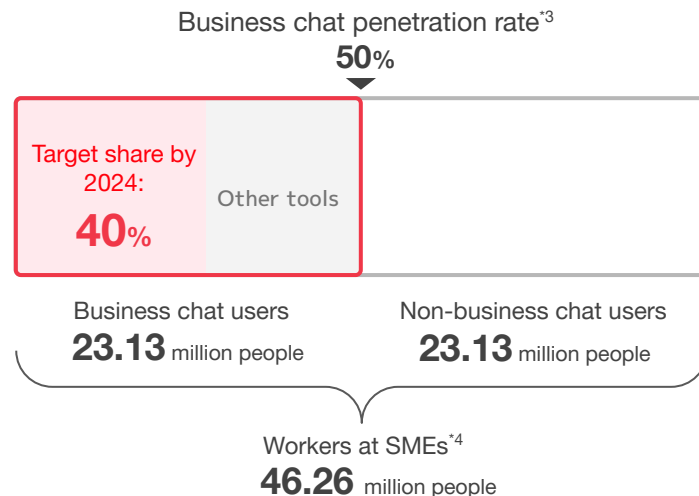 Business chat penetration rate*3
50%
Target share by
2024:
40%
Other tools
Business chat users
23.13 million people
Non-business chat users
23.13 million people
Workers at SMEs*4
46.26 million people